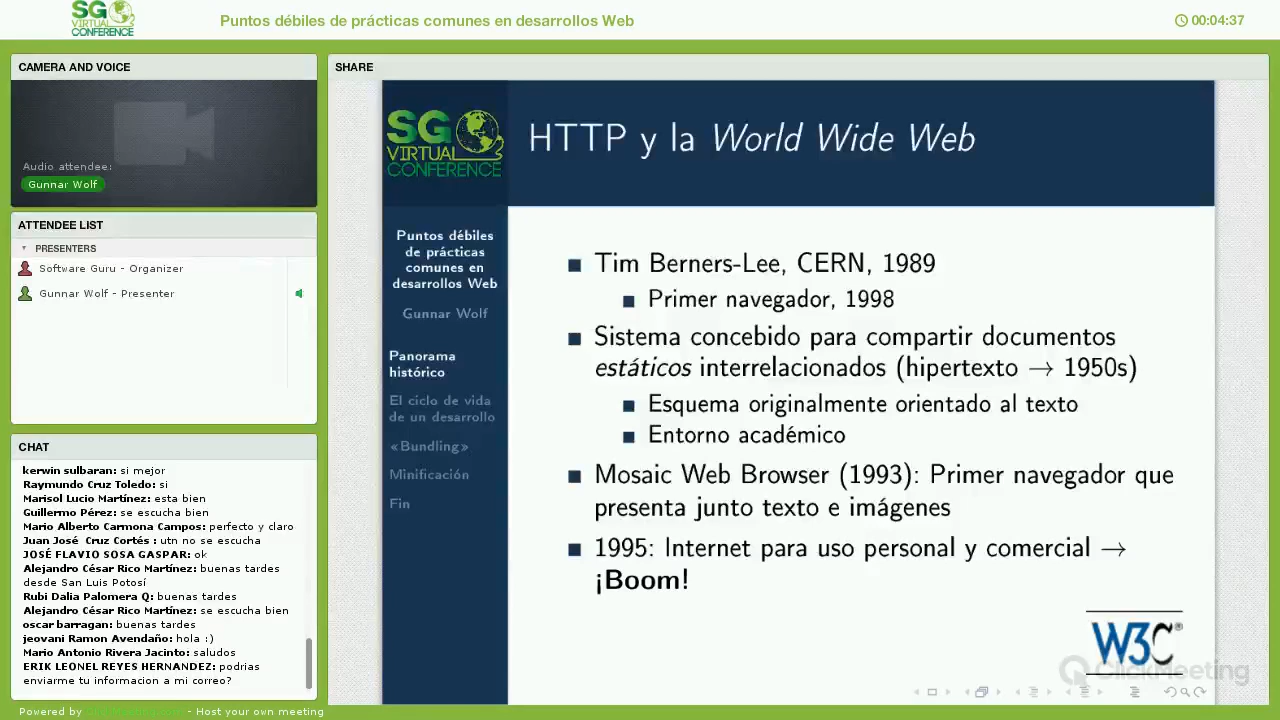 SG
VIRTUAL
CONFERENCE
Puntos débiles de prácticas comunes en desarrollos Web
00:04:37
CAMERA AND VOICE
Audio attendee:
Gunnar Wolf
ATTENDEE LIST
PRESENTERS
Software Guru - Organizer
Gunnar Wolf - Presenter
CHAT
kerwin sulbaran: si mejor
Raymundo Cruz Toledo: si
Marisol Lucio Martínez: esta bien
Guillermo Pérez: se escucha bien
Mario Alberto Carmona Campos: perfecto y claro
Juan José Cruz Cortés : utn no se escucha
JOSÉ FLAVIO SOSA GASPAR: ok
Alejandro César Rico Martínez: buenas tardes
desde San Luis Potosí
Rubi Dalia Palomera Q: buenas tardes
Alejandro César Rico Martínez: se escucha bien
oscar barragan: buenas tardes
jeovani Ramon Avendaño: hola :)
Mario Antonio Rivera Jacinto: saludos
ERIK LEONEL REYES HERNANDEZ: podrias
enviarme tu informacion a mi correo?
SHARE
SG
VIRTUAL
CONFERENCE
HTTP y la World Wide Web
Puntos débiles
de prácticas
comunes en
desarrollos Web
Gunnar Wolf
Panorama
histórico
El ciclo de vida
de un desarrollo
«Bundling»
Minificación
Fin
Tim Berners-Lee, CERN, 1989
Primer navegador, 1998
Sistema concebido para compartir documentos
estáticos interrelacionados (hipertexto → 1950s)
Esquema originalmente orientado al texto
Entorno académico
Mosaic Web Browser (1993): Primer navegador que
presenta junto texto e imágenes
1995: Internet para uso personal y comercial →
¡Boom!
W3C®
ClickMeeting
Powered by - Host your own meeting